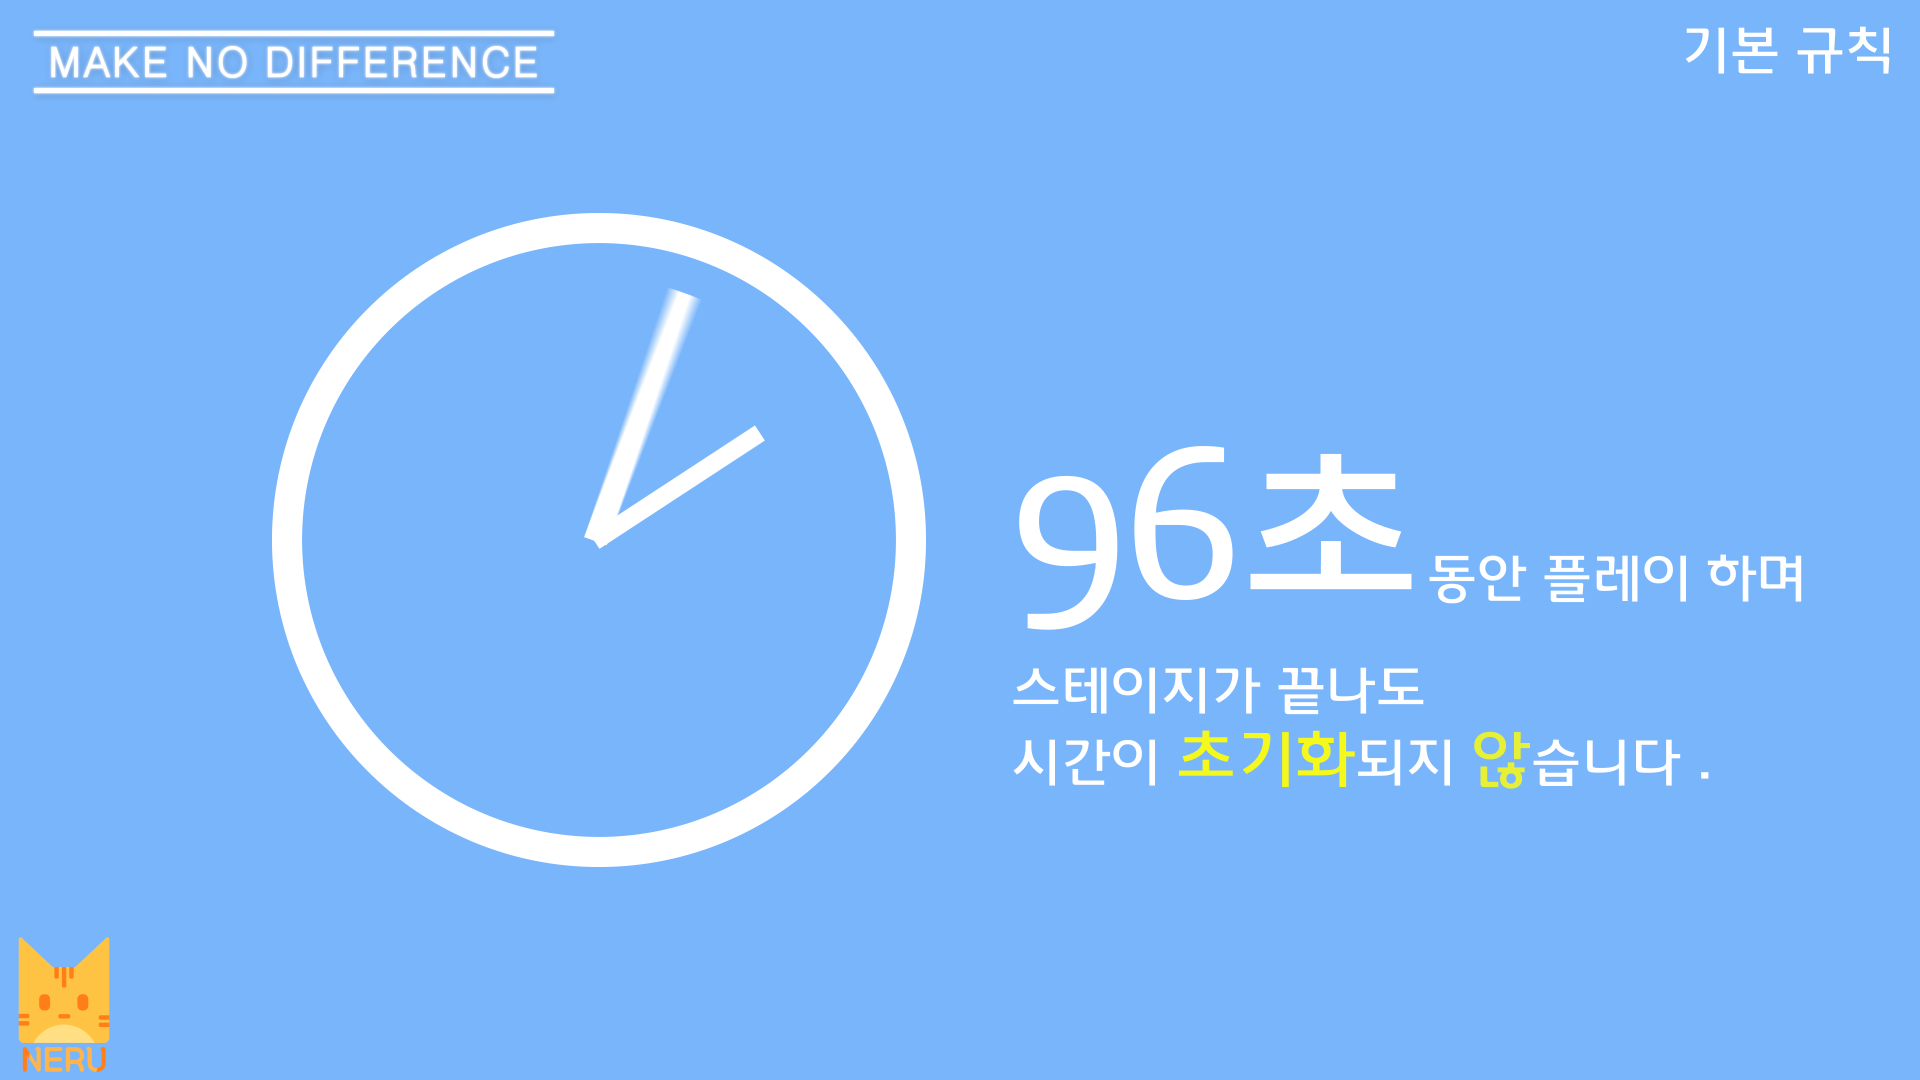 MAKE NO DIFFERENCE
기본 규칙
96초 동안 플레이 하며
스테이지가 끝나도
시간이 초기화되지 않습니다 .
NERU